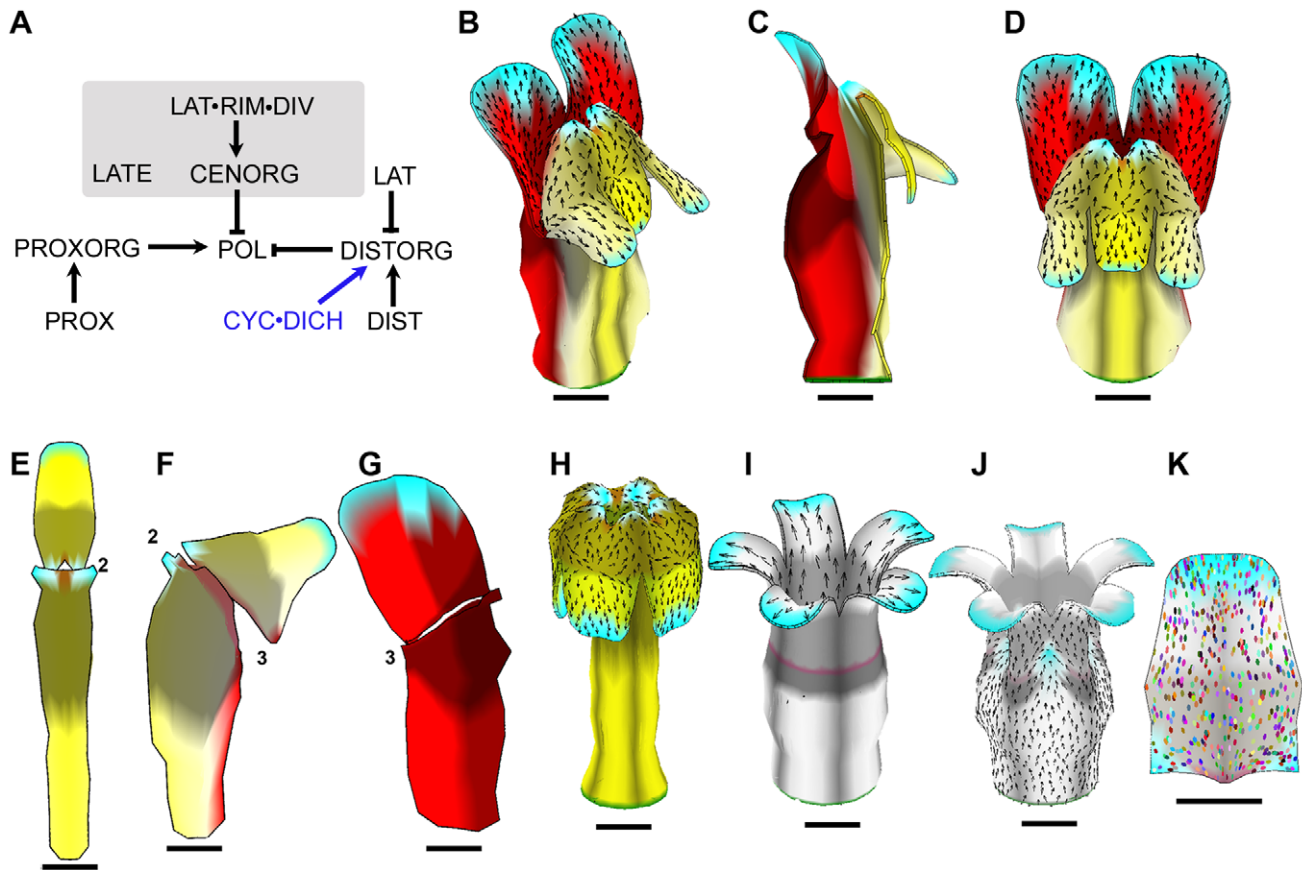 A
B
C
D
LAT•RIM•DIV
LATE
CENORG
LAT
PROXORG
POL
DISTORG
PROX
CYC•DICH
DIST
E
F
G
H
I
J
K
2
2
3
3